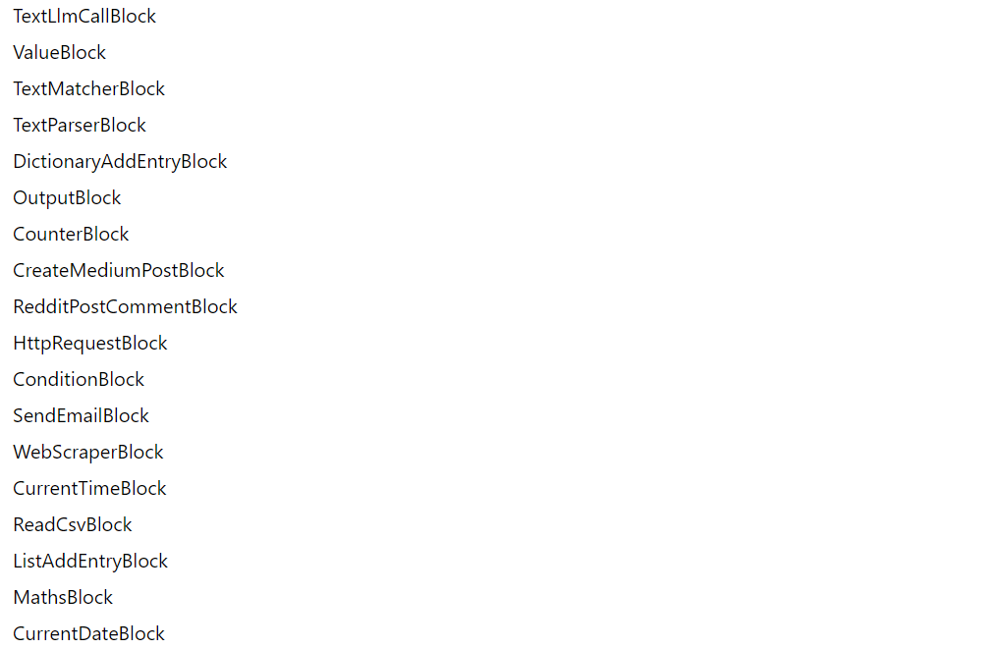 TextLlmCallBlock
ValueBlock
TextMatcherBlock
TextParserBlock
DictionaryAddEntryBlock
OutputBlock
CounterBlock
CreateMediumPostBlock
RedditPostCommentBlock
HttpRequestBlock
ConditionBlock
SendEmailBlock
WebScraperBlock
CurrentTimeBlock
ReadCsvBlock
ListAddEntryBlock
MathsBlock
CurrentDateBlock